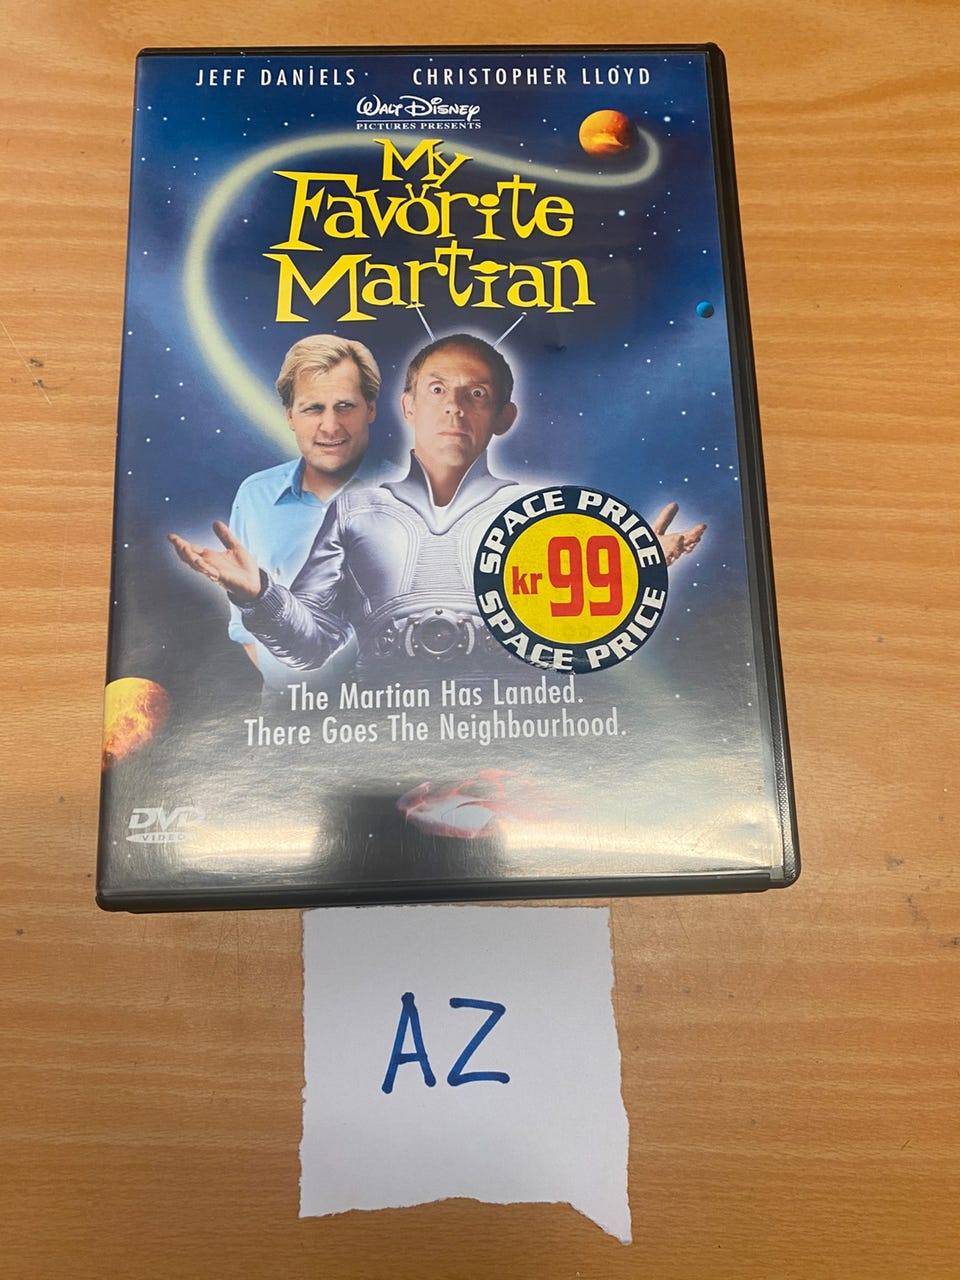 JEFF DANIELS CHRISTOPHER LLOYD
WALT DISNEY
PICTURES PRESENTS
My
Favorite
Martian
SPACE PRICE
kr 99
SPACE PRICE
The Martian Has Landed.
There Goes The Neighbourhood.
DVD
VIDEO
AZ